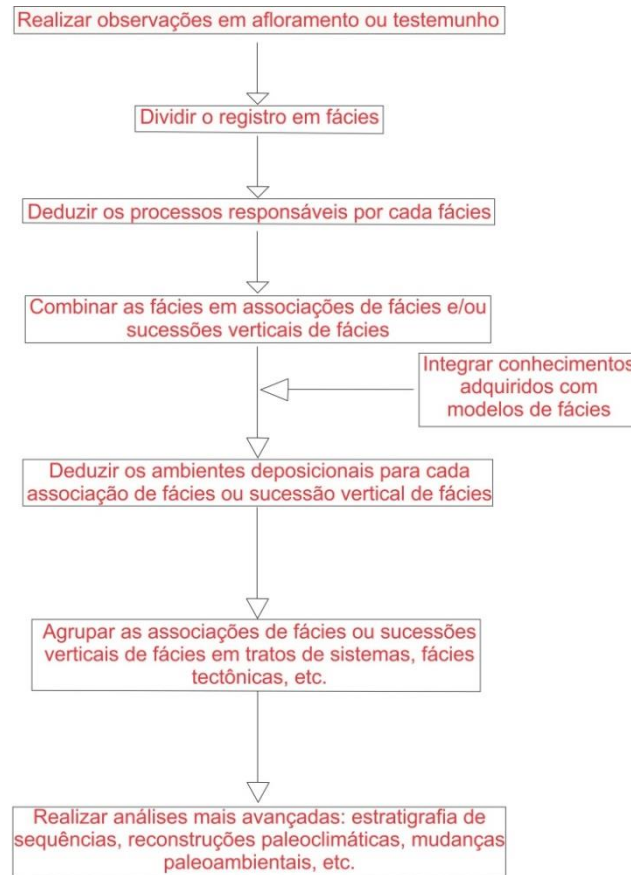 Realizar observações em afloramento ou testemunho
Dividir o registro em fácies
Deduzir os processos responsáveis por cada fácies
Combinar as fácies em associações de fácies e/ou
sucessões verticais de fácies
Integrar conhecimentos
adquiridos com
modelos de fácies
Deduzir os ambientes deposicionais para cada
associação de fácies ou sucessão vertical de fácies
Agrupar as associações de fácies ou sucessões
verticais de fácies em tratos de sistemas, fácies
tectônicas, etc.
Realizar análises mais avançadas: estratigrafia de
sequências, reconstruções paleoclimáticas, mudanças
paleoambientais, etc.